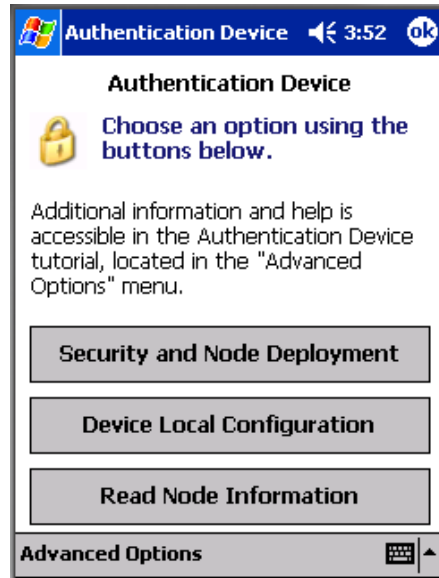 Authentication Device 3:52 ok
Authentication Device
Choose an option using the
buttons below.
Additional information and help is
accessible in the Authentication Device
tutorial, located in the "Advanced
Options" menu.
Security and Node Deployment
Device Local Configuration
Read Node Information
Advanced Options